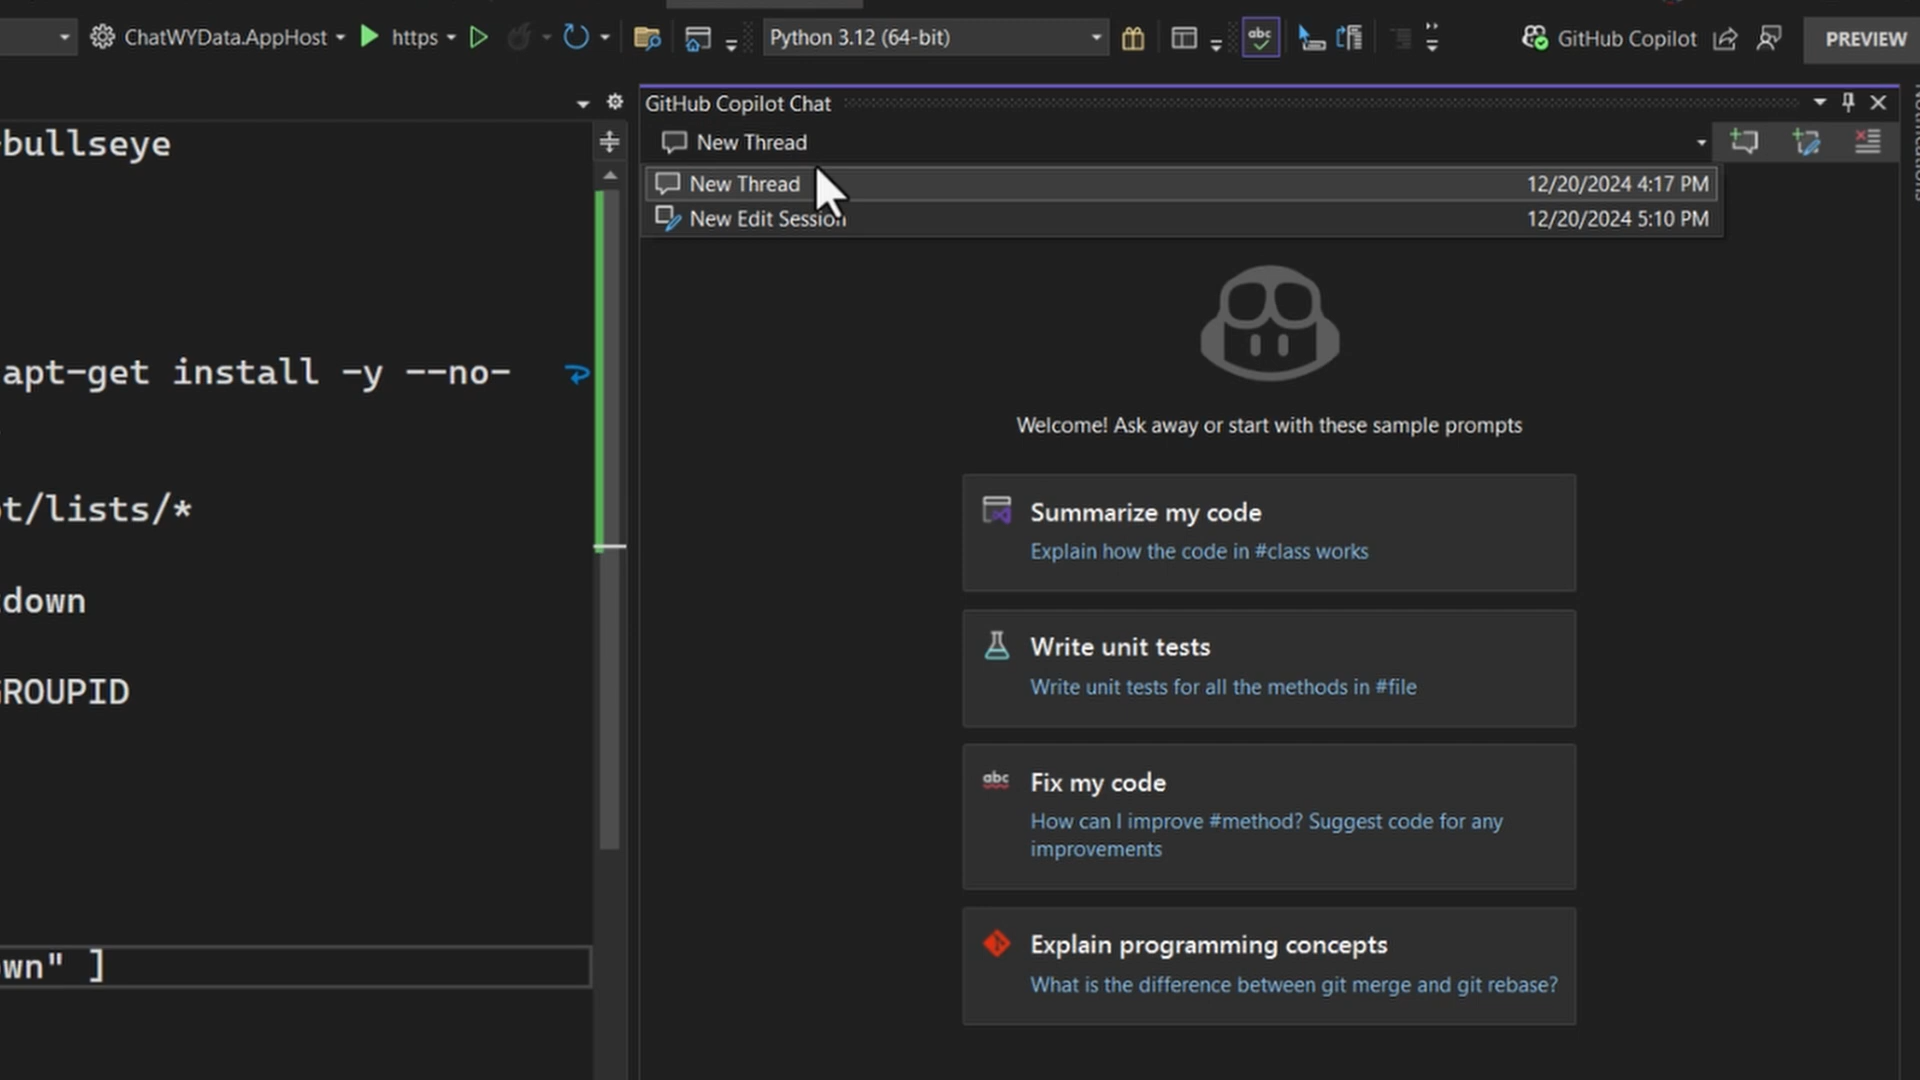 ChatWYData.AppHost
https
Python 3.12 (64-bit)
abc
GitHub Copilot
PREVIEW
GitHub Copilot Chat
New Thread
New Thread 12/20/2024 4:17 PM
New Edit Session 12/20/2024 5:10 PM
bullseye
apt-get install -y --no-
t/lists/*
down
GROUPID
wn" ]
Welcome! Ask away or start with these sample prompts
Summarize my code
Explain how the code in #class works
Write unit tests
Write unit tests for all the methods in #file
abc
Fix my code
How can I improve #method? Suggest code for any
improvements
Explain programming concepts
What is the difference between git merge and git rebase?